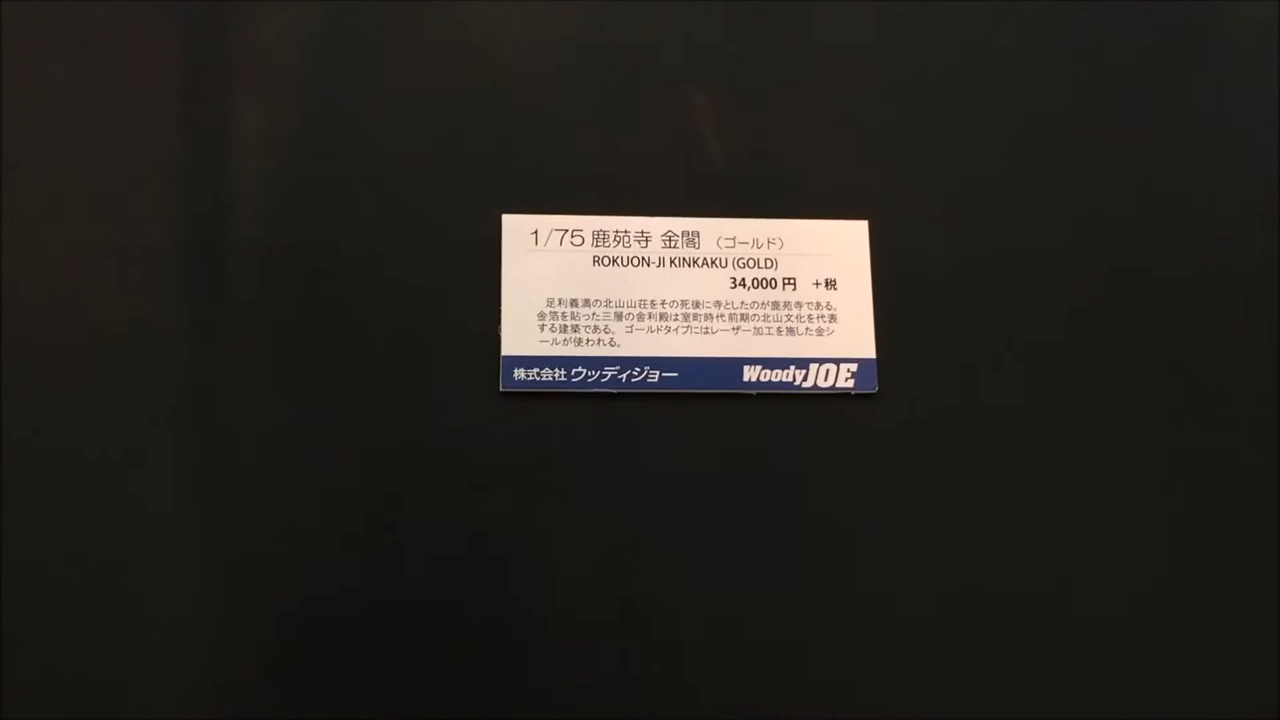 1/75 鹿苑寺 金閣 （ゴールド）
ROKUON-JI KINKAKU (GOLD)
34,000 円 ＋税
足利義満の北山山荘をその死後に寺としたのが鹿苑寺である。
金箔を貼った三層の舎利殿は室町時代前期の北山文化を代表
する建築である。ゴールドタイプにはレーザー加工を施した金シ
ールが使われる。
株式会社 ウッディジョー WoodyJOE